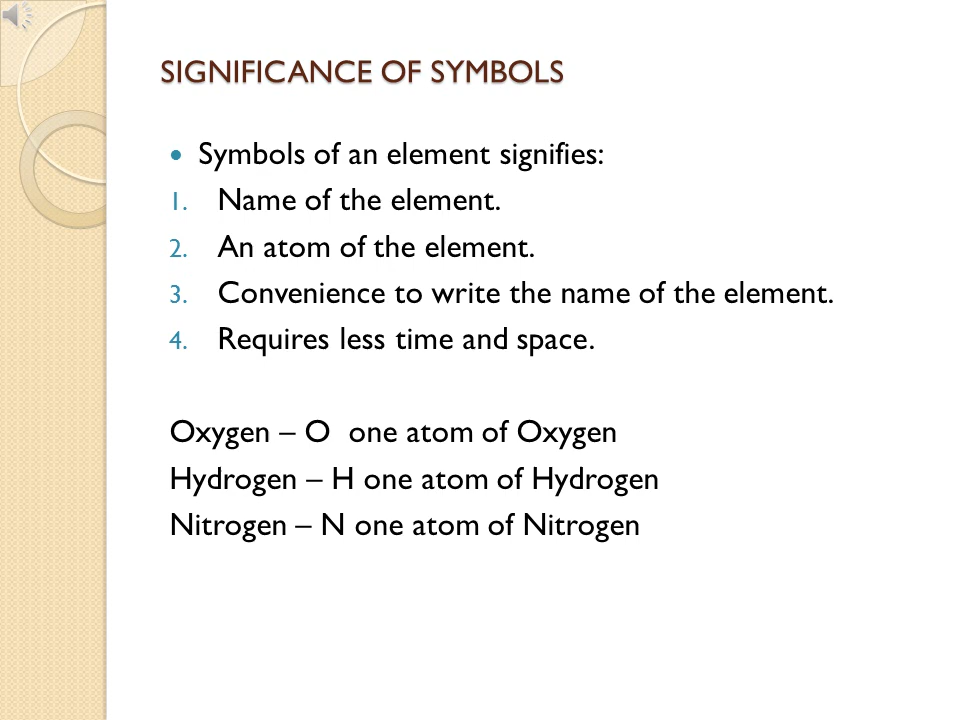 SIGNIFICANCE OF SYMBOLS
• Symbols of an element signifies:
1. Name of the element.
2. An atom of the element.
3. Convenience to write the name of the element.
4. Requires less time and space.
Oxygen – O  one atom of Oxygen
Hydrogen – H one atom of Hydrogen
Nitrogen – N one atom of Nitrogen